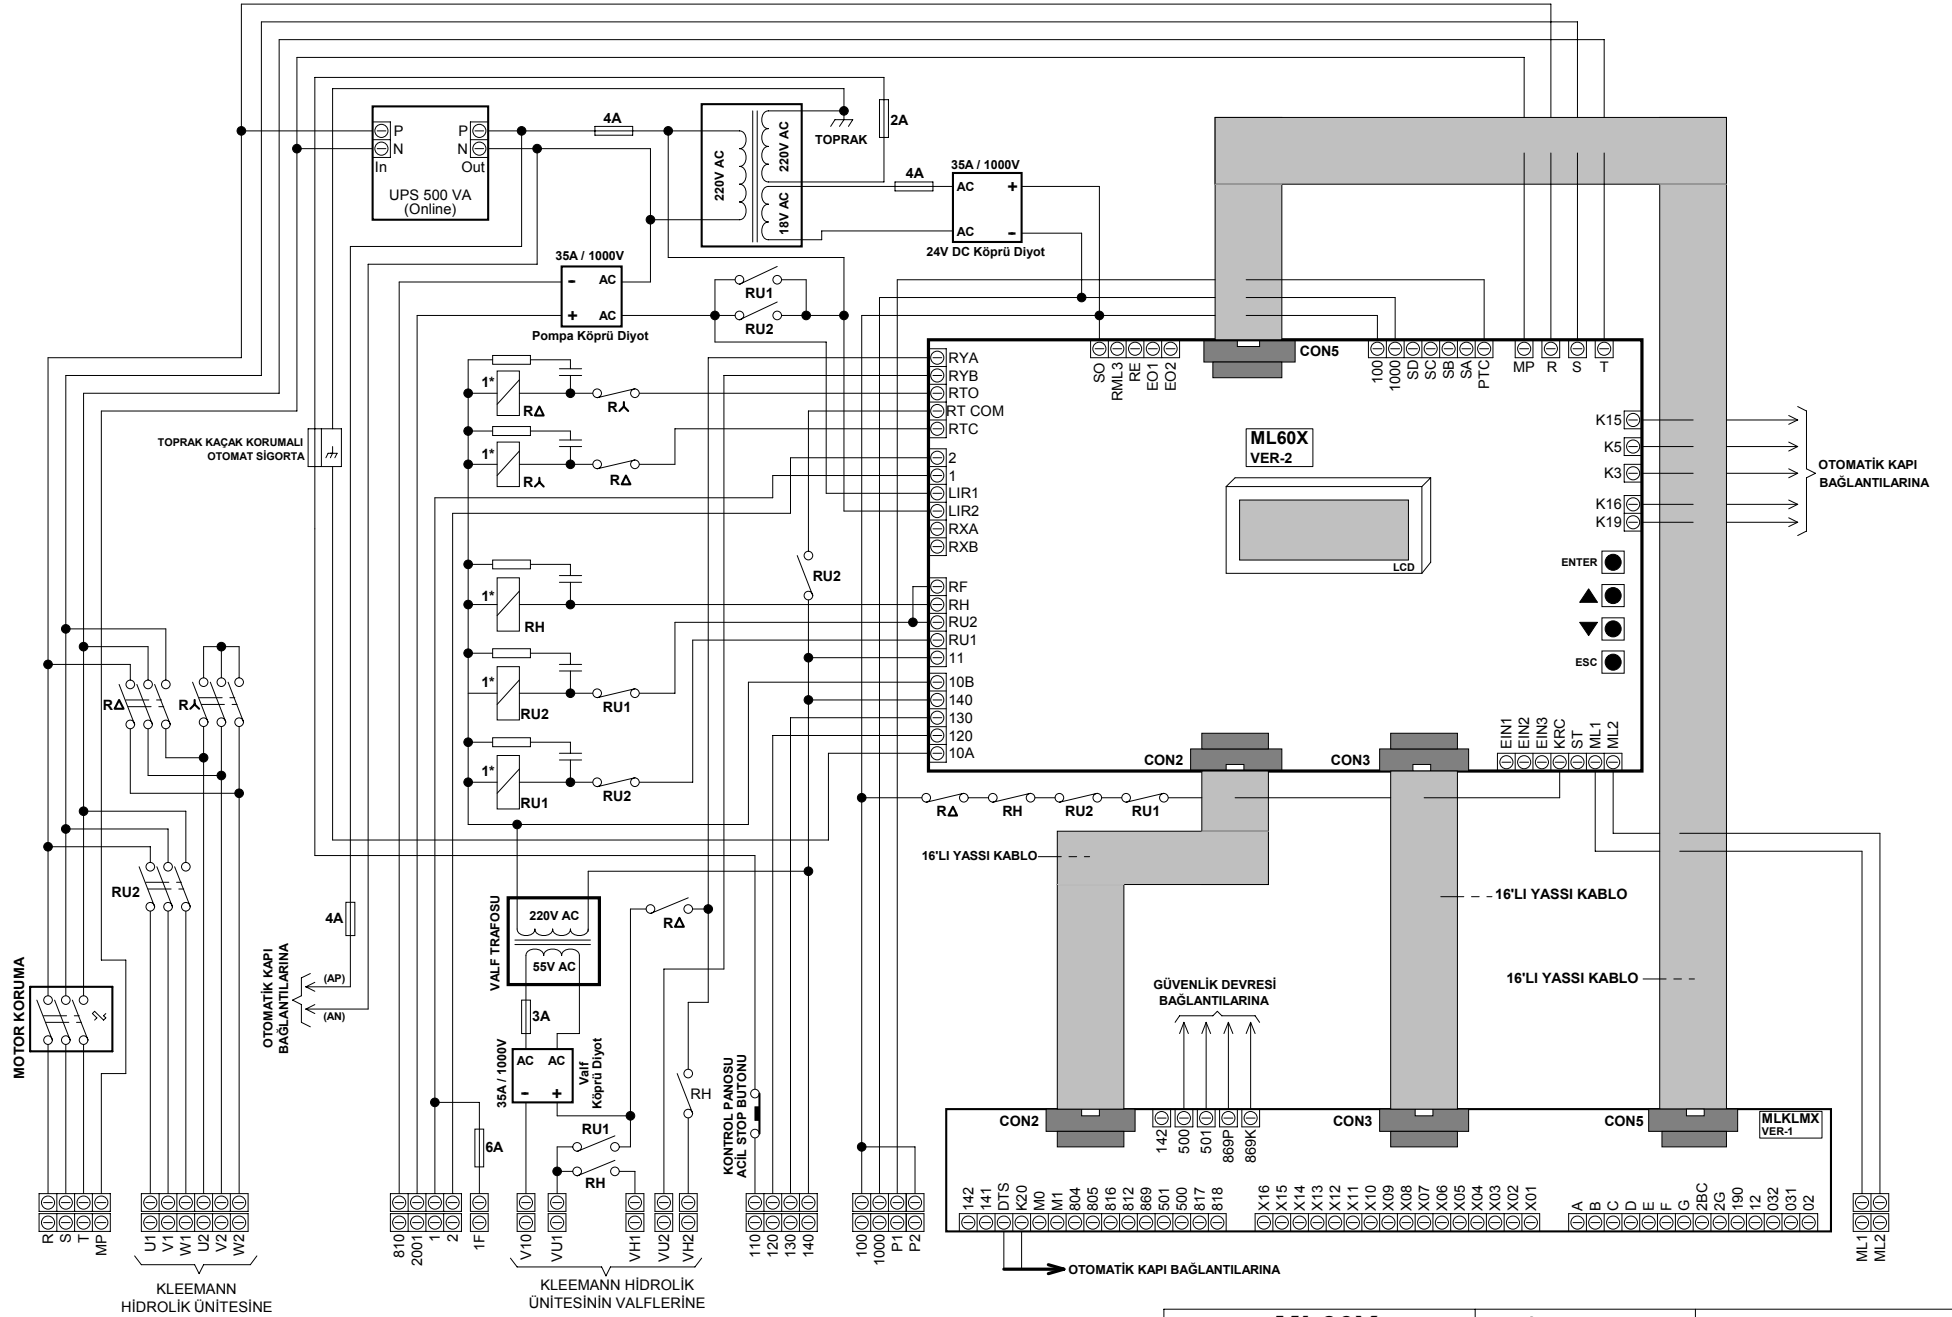 P
N
In
P
N
Out
UPS 500 VA
(Online)
4A
220V AC
220V AC
18V AC
TOPRAK
2A
4A
35A / 1000V
AC
+
AC
-
24V DC Köprü Diyot
35A / 1000V
-
AC
+
AC
Pompa Köprü Diyot
RU1
RU2
TOPRAK KAÇAK KORUMALI
OTOMAT SİGORTA
1*
R∆
R⅄
1*
R⅄
R∆
1*
RH
1*
RU2
RU1
1*
RU1
RU2
RU2
RYA
RYB
RTO
RT COM
RTC
2
1
LIR1
LIR2
RXA
RXB
RF
RH
RU2
RU1
11
10B
140
130
120
10A
SO
RML3
RE
EO1
EO2
CON5
100
1000
SD
SC
SB
SA
PTC
MP
R
S
T
ML60X
VER-2
LCD
K15
K5
K3
K16
K19
OTOMATİK KAPI
BAĞLANTILARINA
ENTER
▲
▼
ESC
CON2
CON3
EIN1
EIN2
EIN3
KRC
ST
ML1
ML2
R∆
RH
RU2
RU1
16'LI YASSI KABLO
16'LI YASSI KABLO
16'LI YASSI KABLO
R∆
R⅄
RU2
MOTOR KORUMA
4A
OTOMATİK KAPI
BAĞLANTILARINA
(AP)
(AN)
VALF TRAFOSU
220V AC
55V AC
3A
35A / 1000V
AC
AC
-
+
Valf
Köprü Diyot
R∆
RH
RU1
RH
6A
KONTROL PANOSU
ACİL STOP BUTONU
GÜVENLİK DEVRESİ
BAĞLANTILARINA
CON2
142
500
501
869P
869K
CON3
CON5
MLKLMX
VER-1
142
141
DTS
K20
M0
M1
804
805
816
812
869
501
500
817
818
X16
X15
X14
X13
X12
X11
X10
X09
X08
X07
X06
X05
X04
X03
X02
X01
A
B
C
D
E
F
G
2BC
2G
190
12
032
031
02
ML1
ML2
R
S
T
MP
U1
V1
W1
U2
V2
W2
KLEEMANN
HİDROLİK ÜNİTESİNE
810
2001
1
2
1F
V10
VU1
VH1
VU2
VH2
KLEEMANN HİDROLİK
ÜNİTESİNİN VALFLERİNE
110
120
130
140
100
1000
P1
P2
OTOMATİK KAPI BAĞLANTILARINA